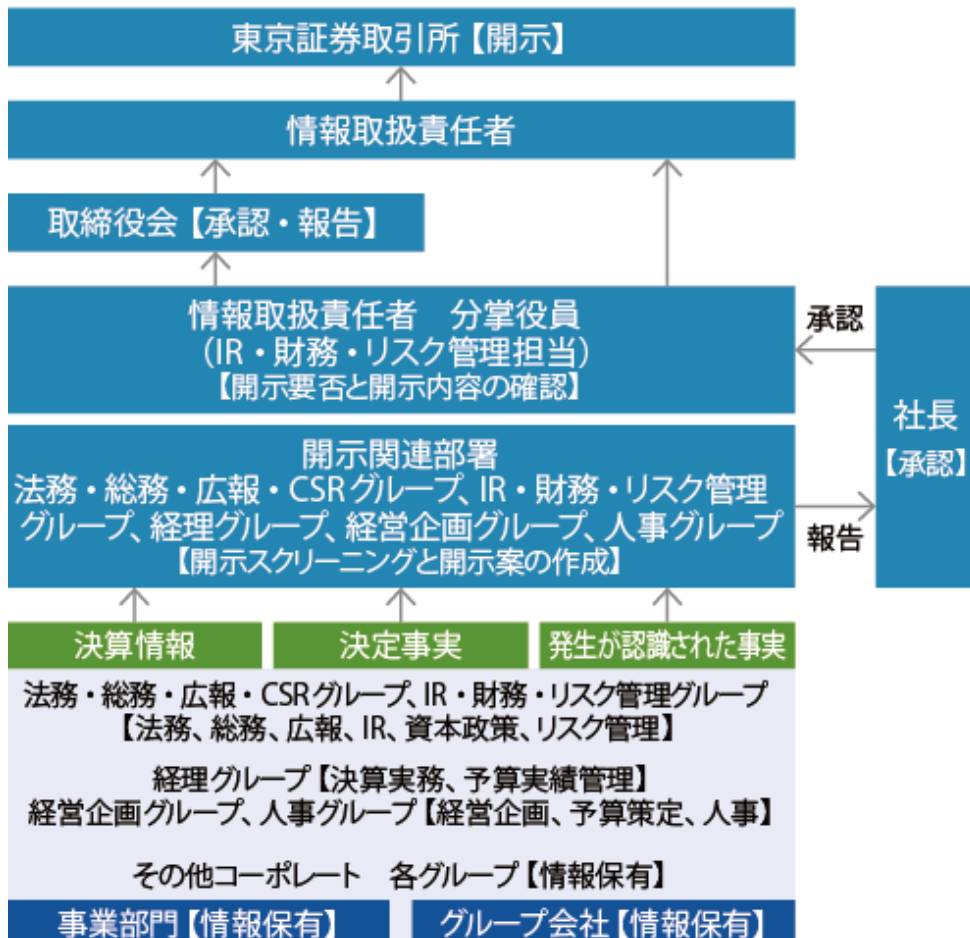 東京証券取引所【開示】
情報取扱責任者
取締役会【承認・報告】
情報取扱責任者　分掌役員
（IR・財務・リスク管理担当）
【開示要否と開示内容の確認】
承認
社長
【承認】
開示関連部署
法務・総務・広報・CSRグループ、IR・財務・リスク管理
グループ、経理グループ、経営企画グループ、人事グループ
【開示スクリーニングと開示案の作成】
報告
決算情報
決定事実
発生が認識された事実
法務・総務・広報・CSRグループ、IR・財務・リスク管理グループ
【法務、総務、広報、IR、資本政策、リスク管理】
経理グループ【決算実務、予算実績管理】
経営企画グループ、人事グループ【経営企画、予算策定、人事】
その他コーポレート　各グループ【情報保有】
事業部門【情報保有】
グループ会社【情報保有】